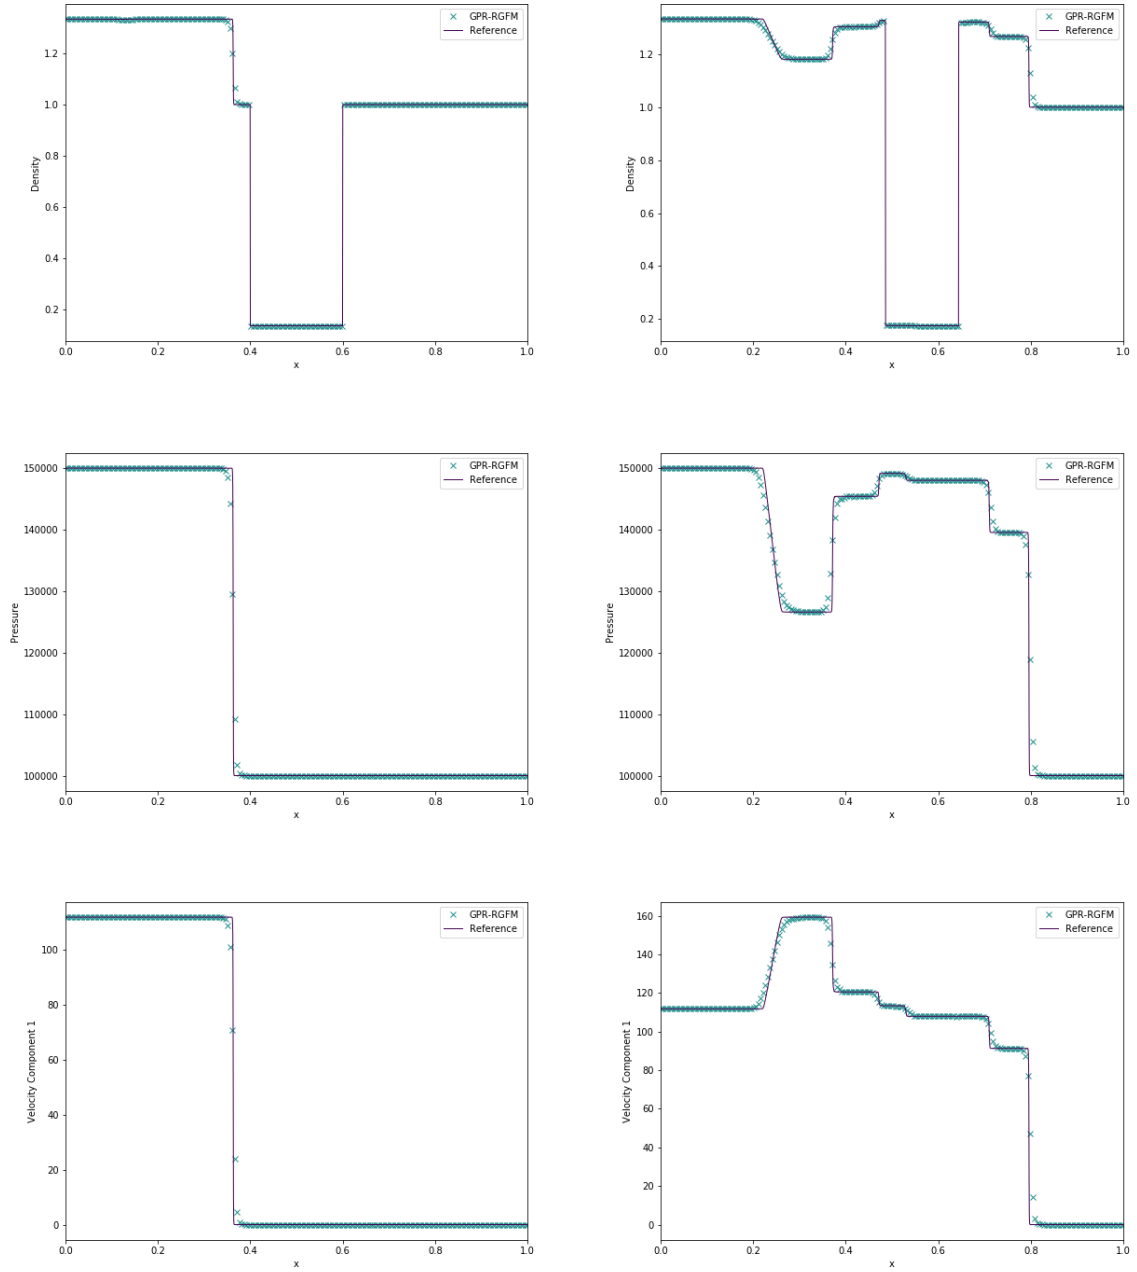 GPR-RGFM
Reference
1.2
1.0
0.8
0.6
0.4
0.2
Density
0.0 0.2 0.4 0.6 0.8 1.0
x
GPR-RGFM
Reference
1.2
1.0
0.8
0.6
0.4
0.2
Density
0.0 0.2 0.4 0.6 0.8 1.0
x
GPR-RGFM
Reference
150000
140000
130000
120000
110000
100000
Pressure
0.0 0.2 0.4 0.6 0.8 1.0
x
GPR-RGFM
Reference
150000
140000
130000
120000
110000
100000
Pressure
0.0 0.2 0.4 0.6 0.8 1.0
x
GPR-RGFM
Reference
100
80
60
40
20
0
Velocity Component 1
0.0 0.2 0.4 0.6 0.8 1.0
x
GPR-RGFM
Reference
160
140
120
100
80
60
40
20
0
Velocity Component 1
0.0 0.2 0.4 0.6 0.8 1.0
x